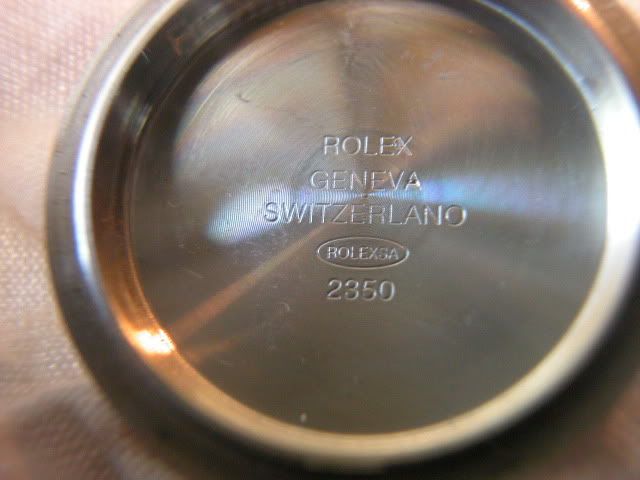 ROLEX
GENEVA
SWITZERLAND
ROLEXSA
2350